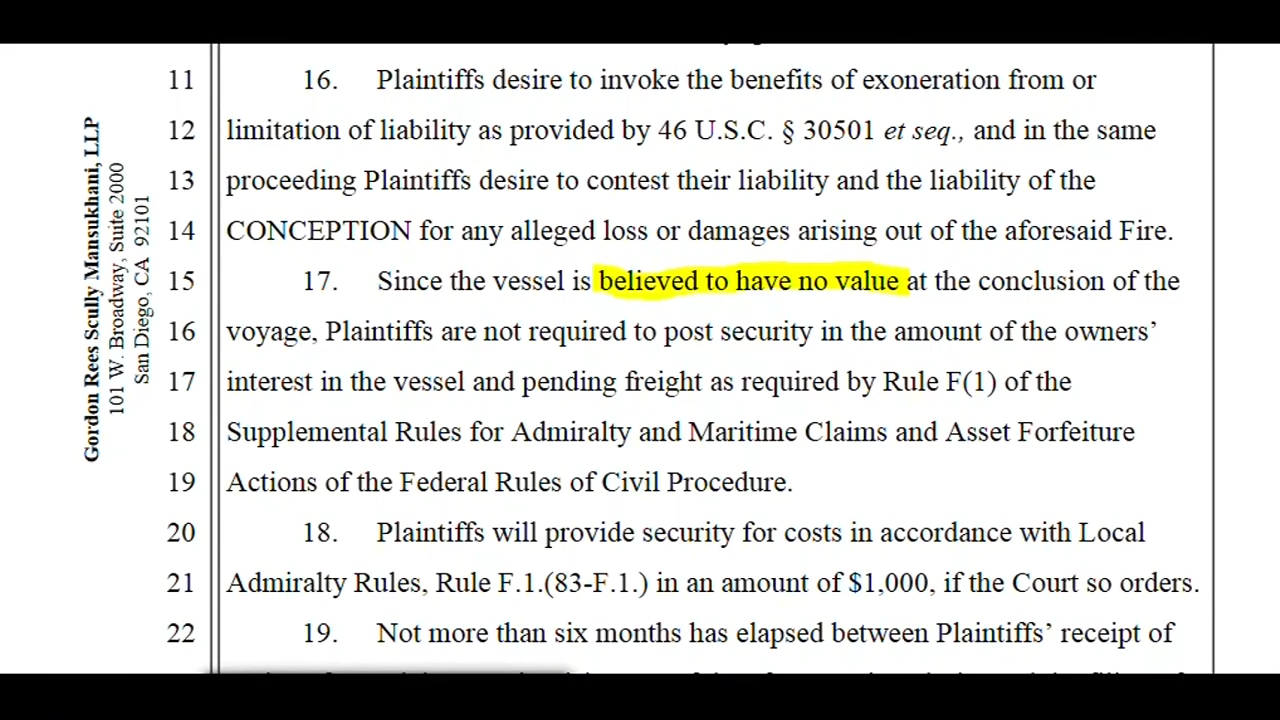 Gordon Rees Scully Mansukhani, LLP
101 W. Broadway, Suite 2000
San Diego, CA 92101
11 16. Plaintiffs desire to invoke the benefits of exoneration from or
12 limitation of liability as provided by 46 U.S.C. § 30501 et seq., and in the same
13 proceeding Plaintiffs desire to contest their liability and the liability of the
14 CONCEPTION for any alleged loss or damages arising out of the aforesaid Fire.
15 17. Since the vessel is believed to have no value at the conclusion of the
16 voyage, Plaintiffs are not required to post security in the amount of the owners’
17 interest in the vessel and pending freight as required by Rule F(1) of the
18 Supplemental Rules for Admiralty and Maritime Claims and Asset Forfeiture
19 Actions of the Federal Rules of Civil Procedure.
20 18. Plaintiffs will provide security for costs in accordance with Local
21 Admiralty Rules, Rule F.1.(83-F.1.) in an amount of $1,000, if the Court so orders.
22 19. Not more than six months has elapsed between Plaintiffs’ receipt of